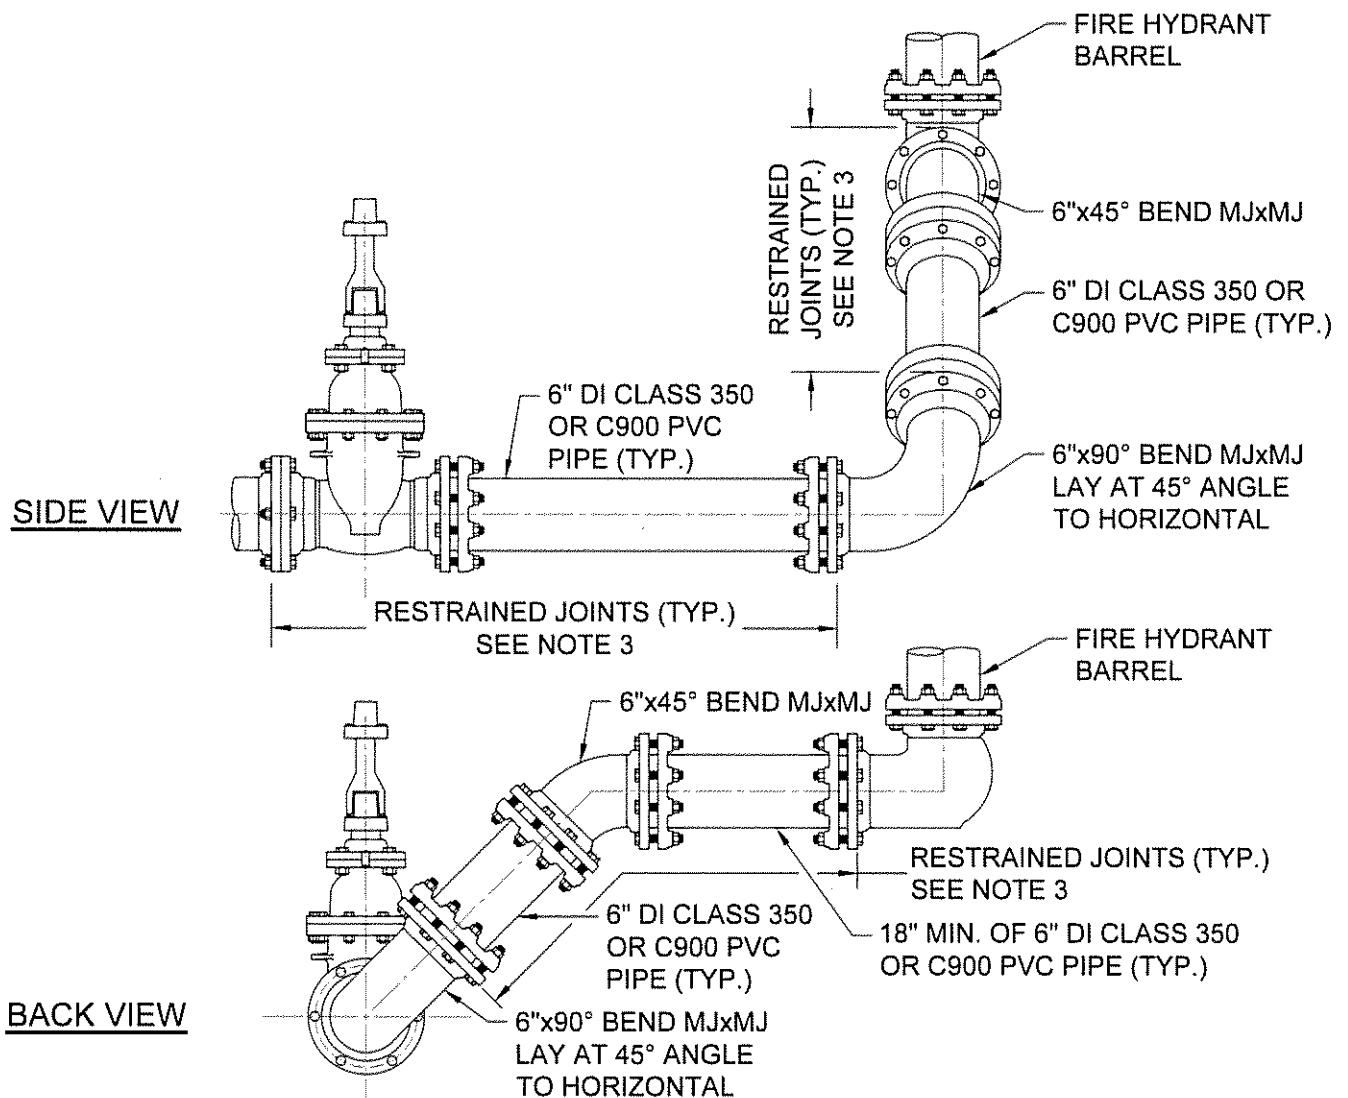 FIRE HYDRANT
BARREL
RESTRAINED
JOINTS (TYP.)
SEE NOTE 3
6"x45° BEND MJxMJ
6" DI CLASS 350 OR
C900 PVC PIPE (TYP.)
6" DI CLASS 350
OR C900 PVC
PIPE (TYP.)
6"x90° BEND MJxMJ
LAY AT 45° ANGLE
TO HORIZONTAL
SIDE VIEW
RESTRAINED JOINTS (TYP.)
SEE NOTE 3
FIRE HYDRANT
BARREL
6"x45° BEND MJxMJ
RESTRAINED JOINTS (TYP.)
SEE NOTE 3
6" DI CLASS 350
OR C900 PVC
PIPE (TYP.)
18" MIN. OF 6" DI CLASS 350
OR C900 PVC PIPE (TYP.)
BACK VIEW
6"x90° BEND MJxMJ
LAY AT 45° ANGLE
TO HORIZONTAL